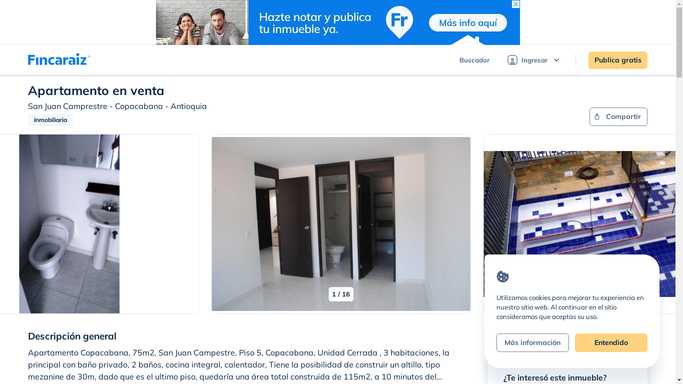 Hazte notar y publica
tu inmueble ya.
Fr
Más info aquí
Fincaraiz
Buscador
Ingresar
Publica gratis
Apartamento en venta
San Juan Camprestre - Copacabana - Antioquia
Inmobiliaria
Compartir
1 / 16
Utilizamos cookies para mejorar tu experiencia en
nuestro sitio web. Al continuar en el sitio
consideramos que aceptas su uso.
Más información
Entendido
Descripción general
Apartamento Copacabana, 75m2, San Juan Campestre, Piso 5, Copacabana, Unidad Cerrada , 3 habitaciones, la
principal con baño privado, 2 baños, cocina integral, calentador, Tiene la posibilidad de construir un altillo, tipo
mezanine de 30m, dado que es el ultimo piso, quedaría una área total construida de 115m2, a 10 minutos del...
¿Te interesó este inmueble?